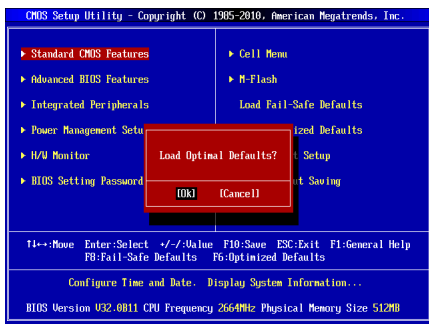 CMOS Setup Utility - Copyright (C) 1985-2010, American Megatrends, Inc.
▶ Standard CMOS Features ▶ Cell Menu
▶ Advanced BIOS Features ▶ M-Flash
▶ Integrated Peripherals Load Fail-Safe Defaults
▶ Power Management Setu ized Defaults
▶ H/W Monitor Load Optimal Defaults? t Setup
▶ BIOS Setting Password ut Saving
[Ok] [Cancel]
↑↓←→:Move Enter:Select +/-/:Value F10:Save ESC:Exit F1:General Help
F8:Fail-Safe Defaults F6:Optimized Defaults
Configure Time and Date. Display System Information...
BIOS Version V32.0B11 CPU Frequency 2664MHz Physical Memory Size 512MB